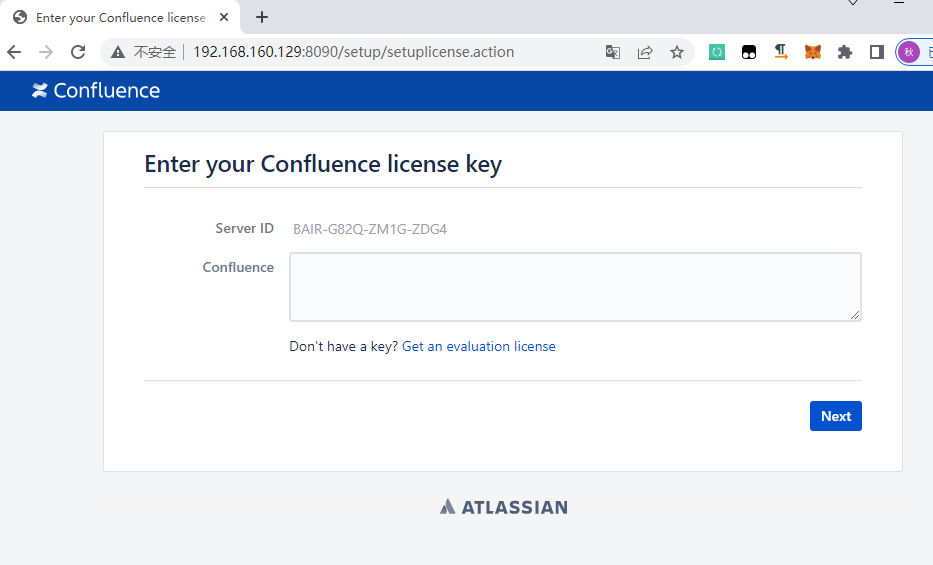 Enter your Confluence license
不安全 192.168.160.129:8090/setup/setuplicense.action
秋
Confluence
Enter your Confluence license key
Server ID BAIR-G82Q-ZM1G-ZDG4
Confluence
Don't have a key? Get an evaluation license
Next
ATLASSIAN